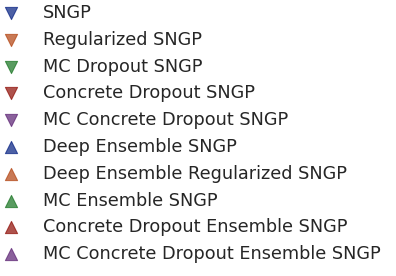 SNGP
Regularized SNGP
MC Dropout SNGP
Concrete Dropout SNGP
MC Concrete Dropout SNGP
Deep Ensemble SNGP
Deep Ensemble Regularized SNGP
MC Ensemble SNGP
Concrete Dropout Ensemble SNGP
MC Concrete Dropout Ensemble SNGP